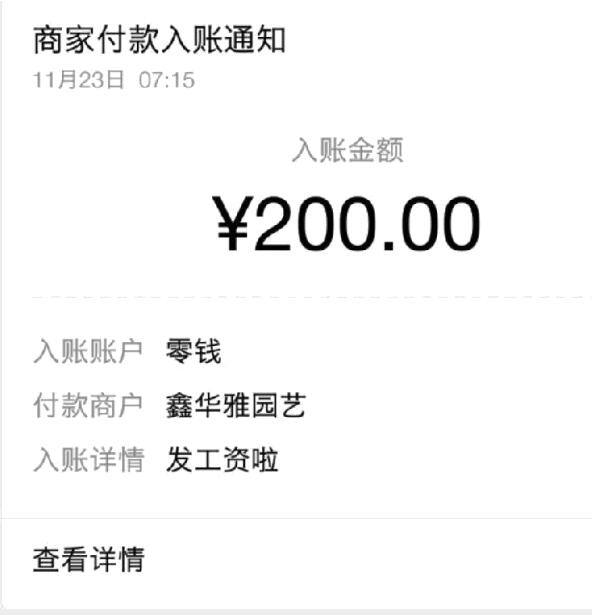 商家付款入账通知
11月23日 07:15
入账金额
¥200.00
入账账户 零钱
付款商户 鑫华雅园艺
入账详情 发工资啦
查看详情